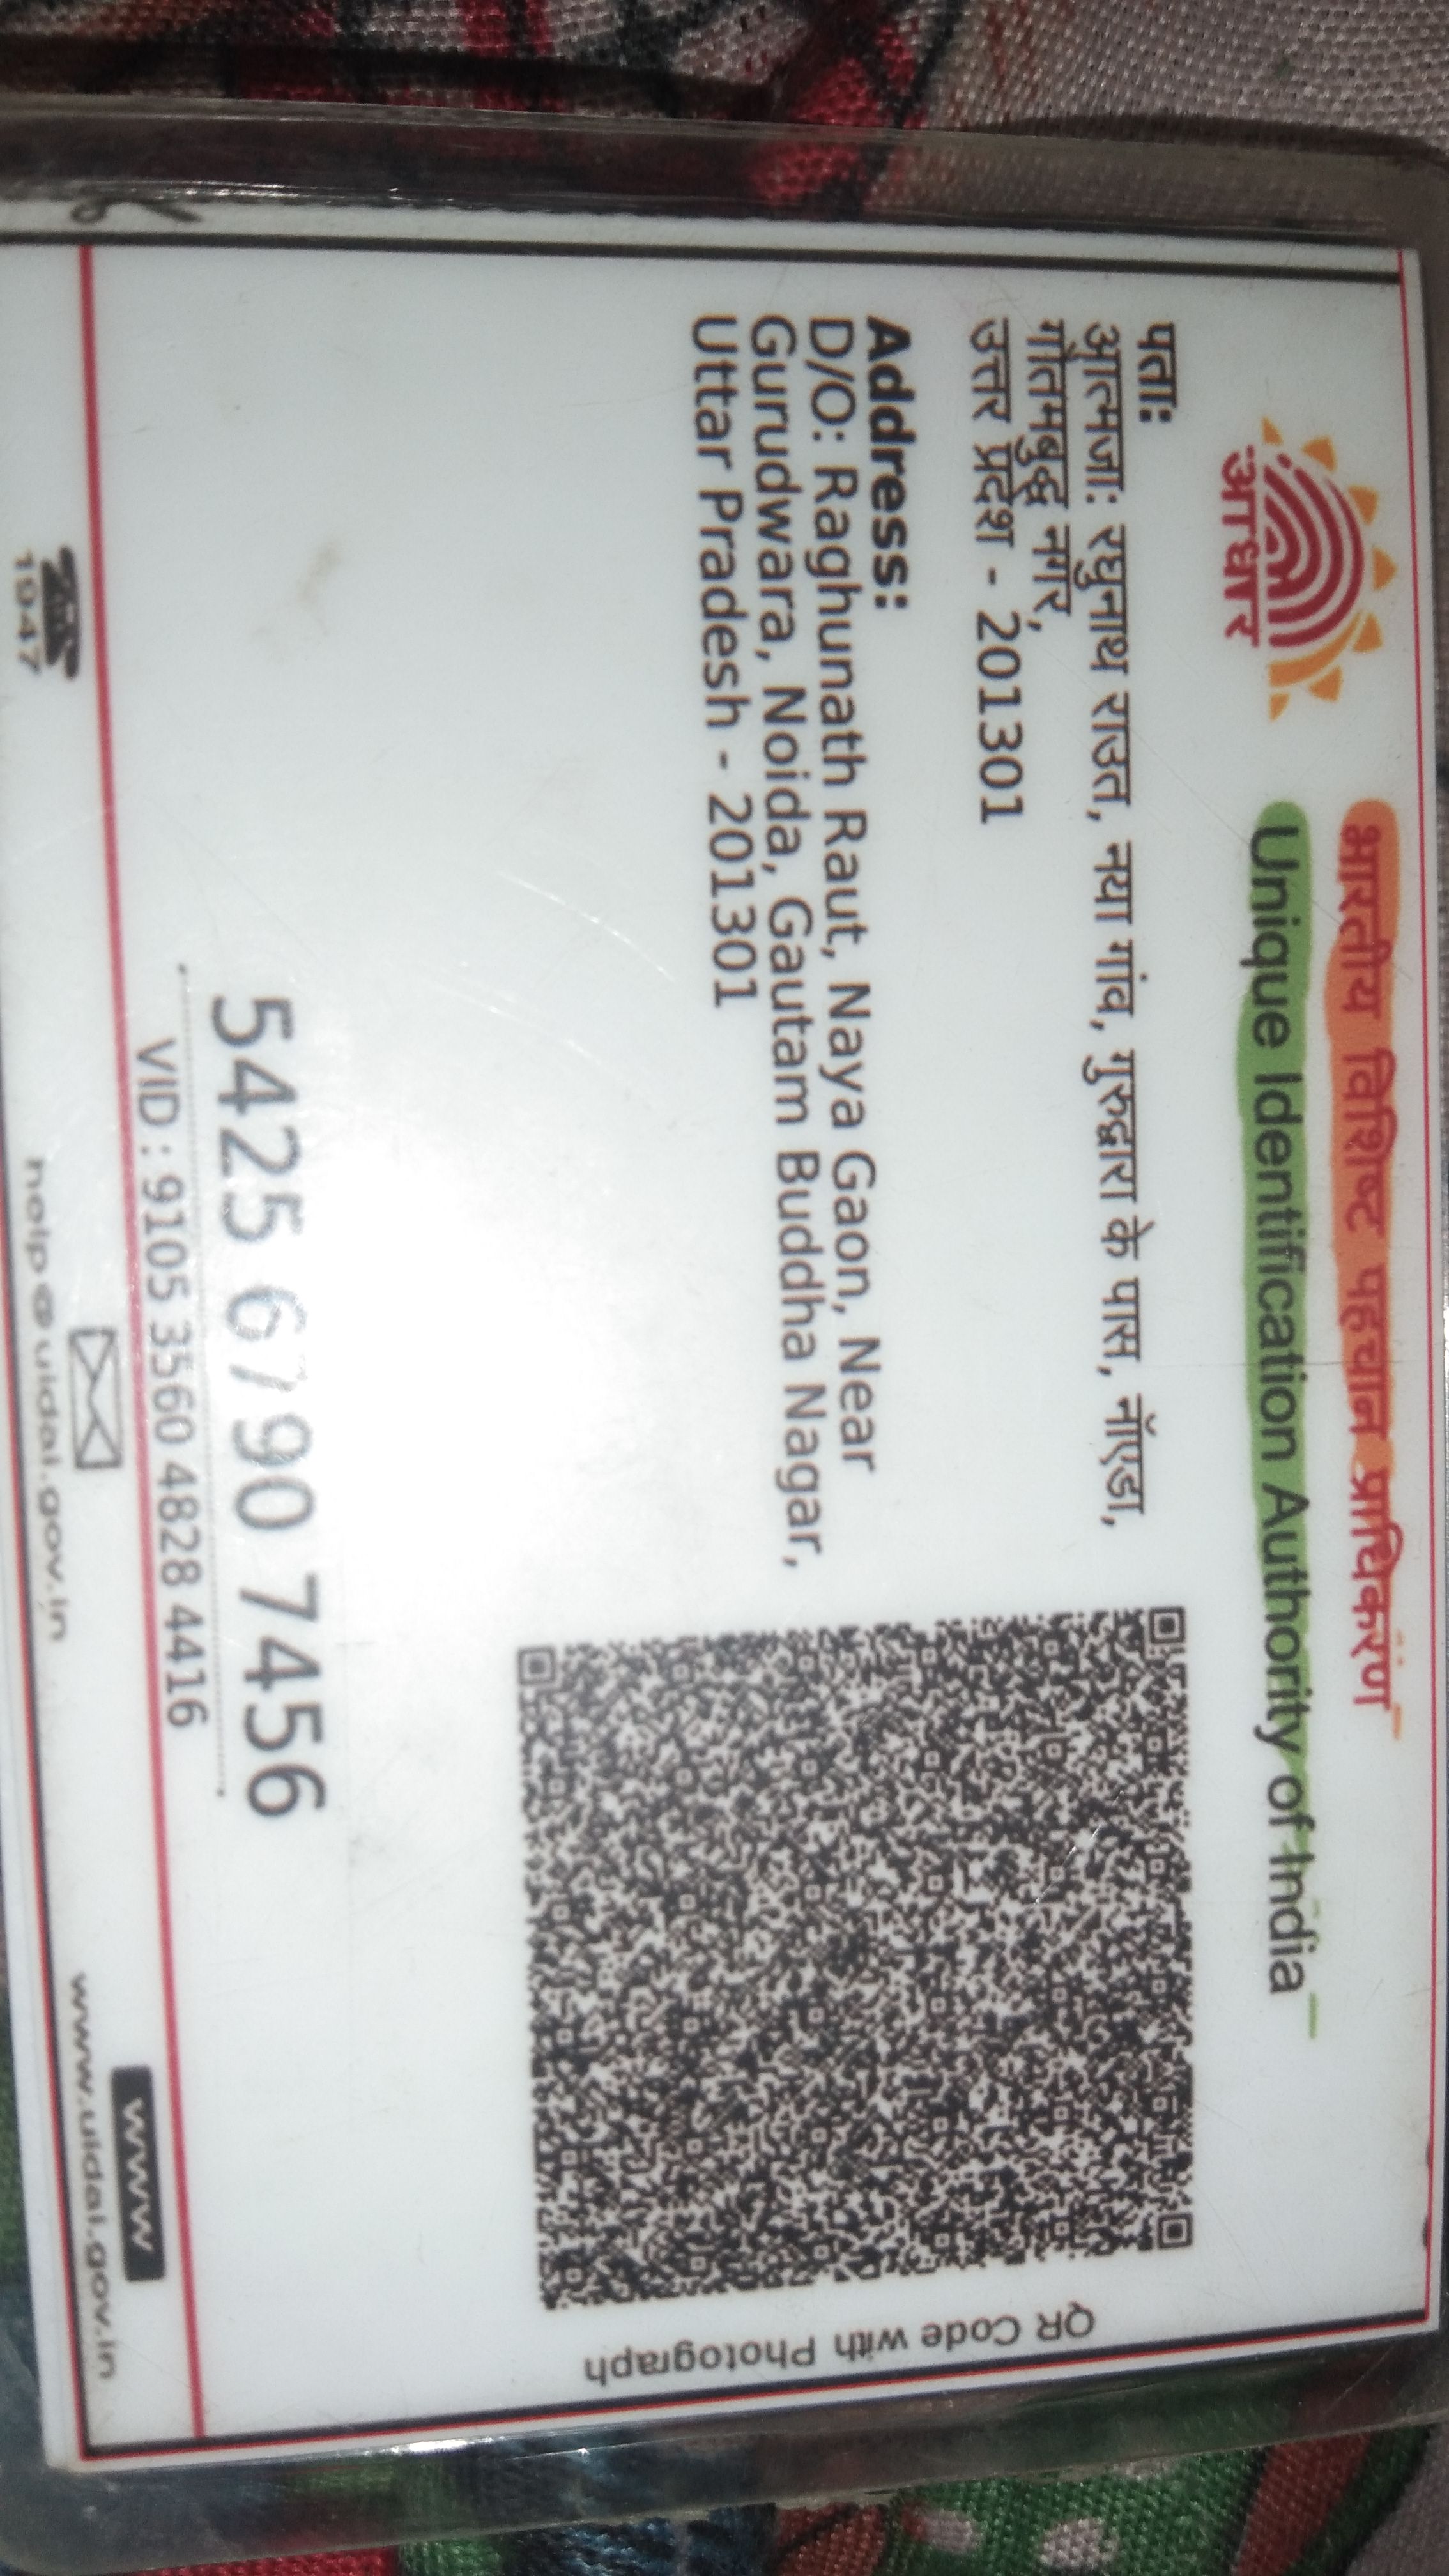 भारतीय विशिष्ट पहचान प्राधिकरण
Unique Identification Authority of India
आधार
पता:
आत्मजा: रघुनाथ राउत, नया गांव, गुरुद्वारा के पास, नॉएडा,
गौतमबुद्ध नगर,
उत्तर प्रदेश - 201301
Address:
D/O: Raghunath Raut, Naya Gaon, Near
Gurudwara, Noida, Gautam Buddha Nagar,
Uttar Pradesh - 201301
QR Code with Photograph
5425 7456
VID : 9105 3560 4828 4416
1947
help@uidai.gov.in
www
www.uidai.gov.in